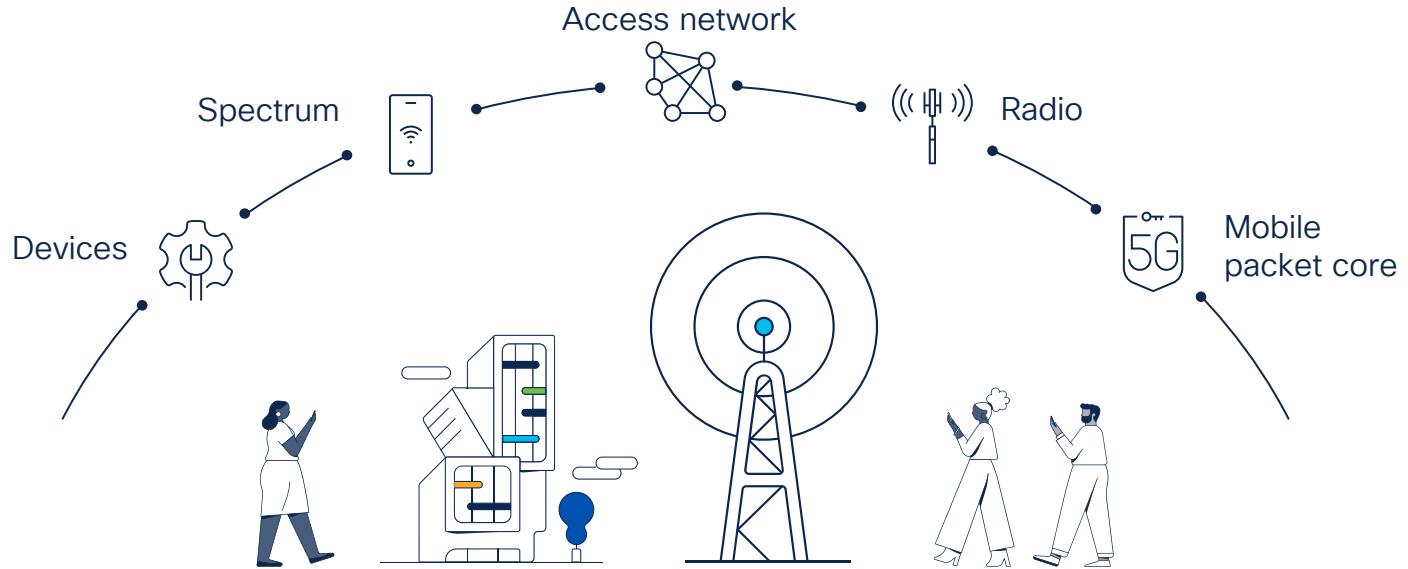 Access network
Spectrum
Radio
Devices
5G
Mobile
packet core